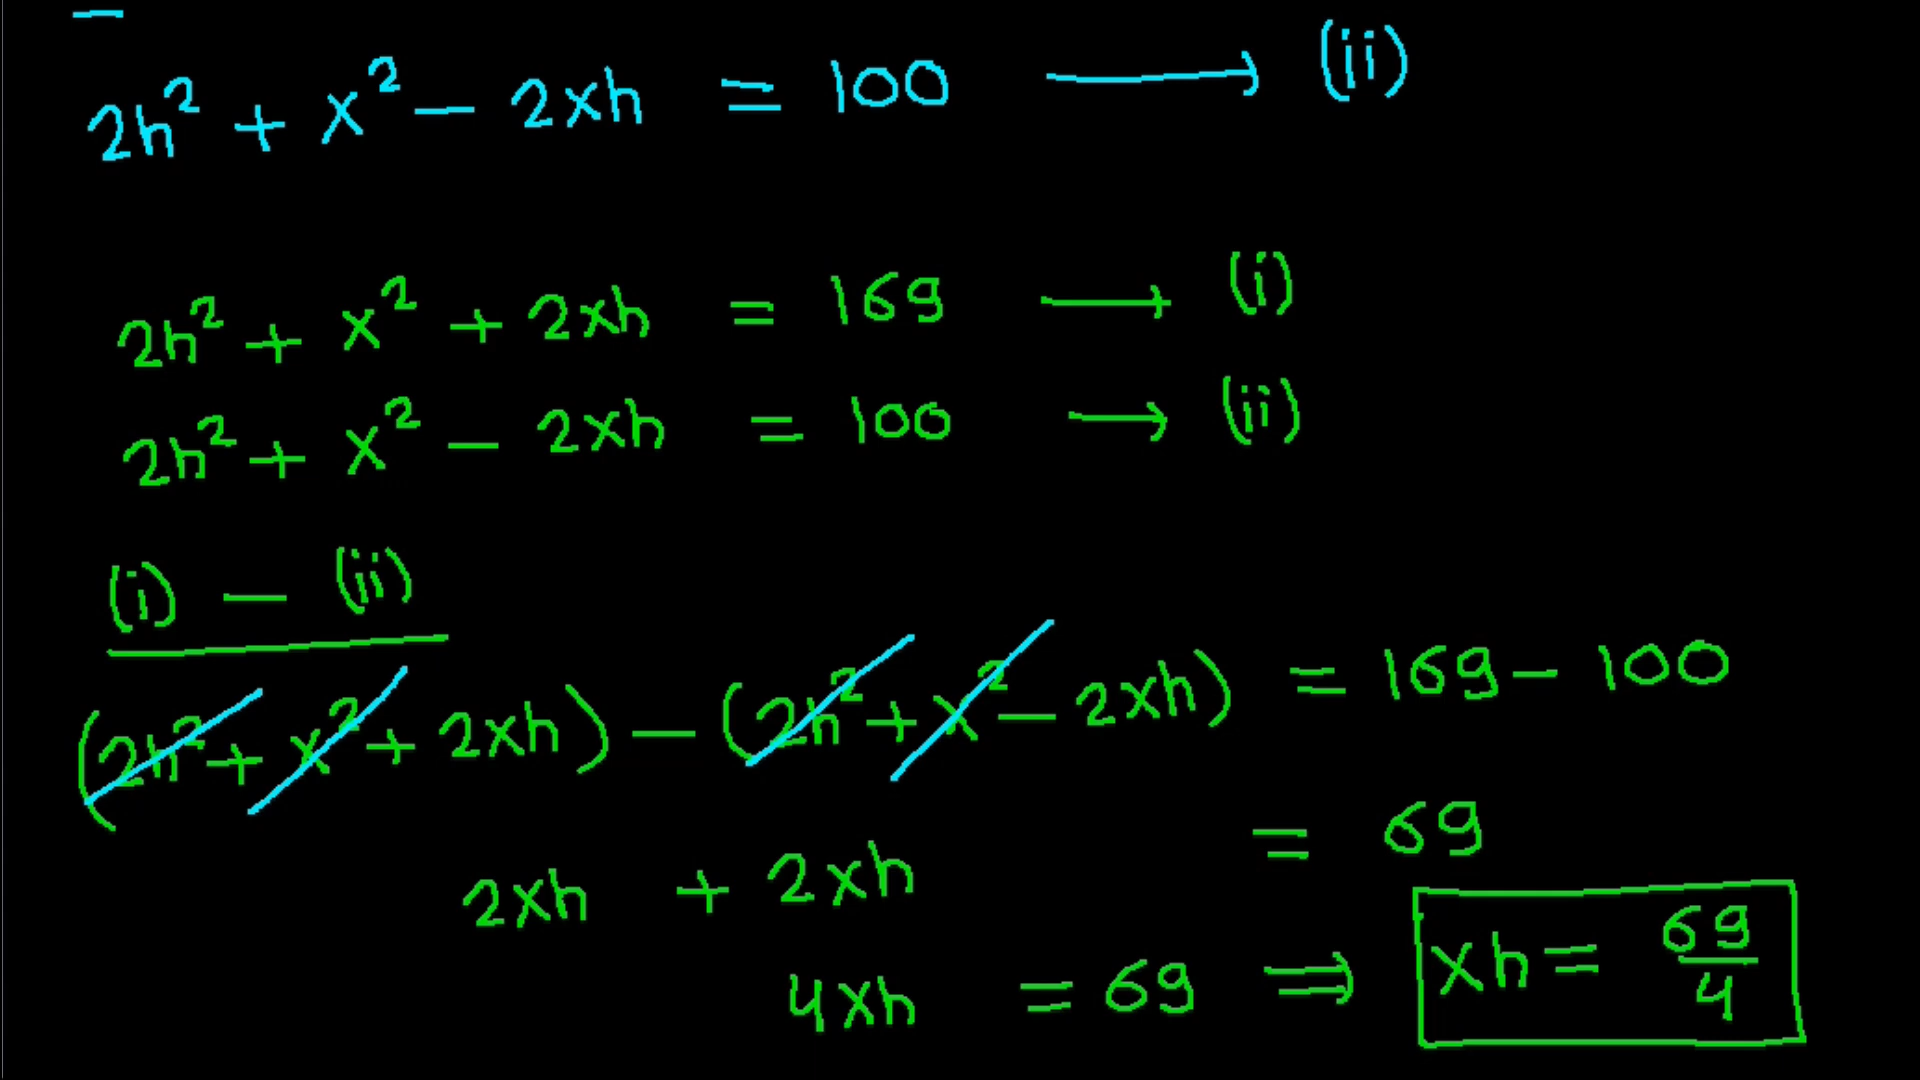 2h² + x² − 2xh = 100 ⟶ (ii)
2h² + x² + 2xh = 169 ⟶ (i)
2h² + x² − 2xh = 100 ⟶ (ii)
(i) − (ii)
(2h² + x² + 2xh) − (2h² + x² − 2xh) = 169 − 100
2xh + 2xh = 69
4xh = 69 ⇒ xh = 69/4